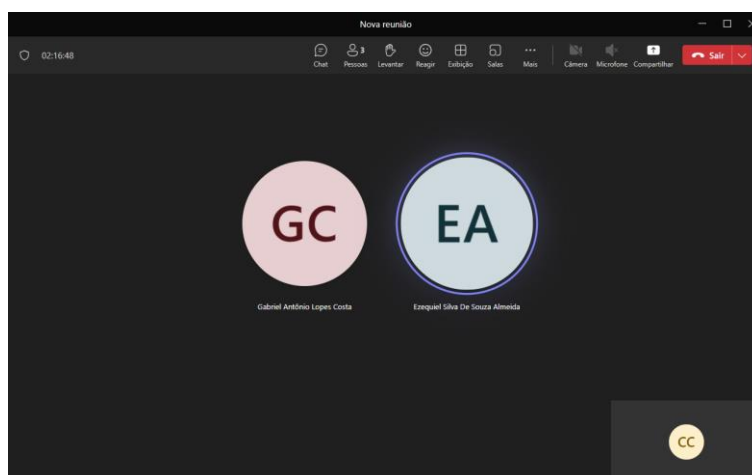 Nova reunião
02:16:48
Chat
Pessoas 3
Levantar
Reagir
Exibição
Salas
Mais
Câmera
Microfone
Compartilhar
Sair
GC
EA
Gabriel Antônio Lopes Costa
Ezequiel Silva De Souza Almeida
CC